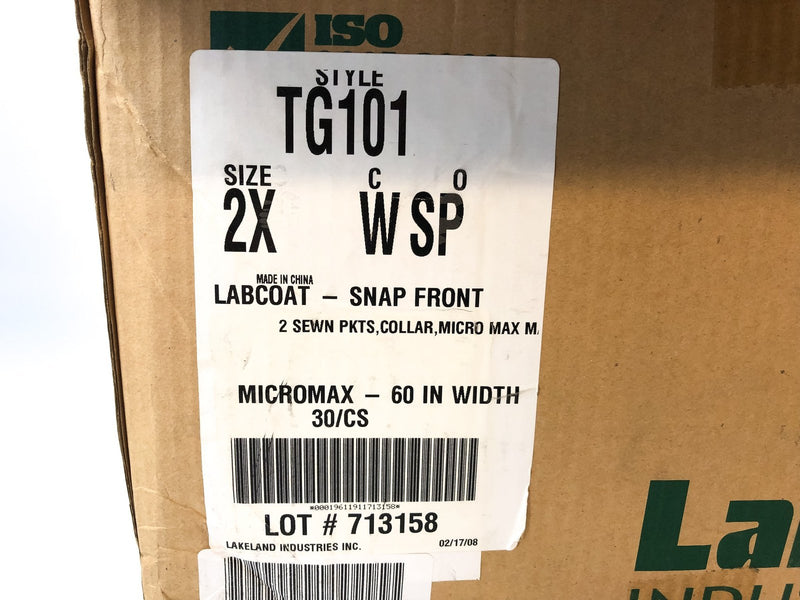 ISO
STYLE
TG101
SIZE C O
2X W SP
MADE IN CHINA
LABCOAT – SNAP FRONT
2 SEWN PKTS,COLLAR,MICRO MAX M
MICROMAX – 60 IN WIDTH
30/CS
*00019611911713158*
LOT # 713158
LAKELAND INDUSTRIES INC. 02/17/08
La
INDU